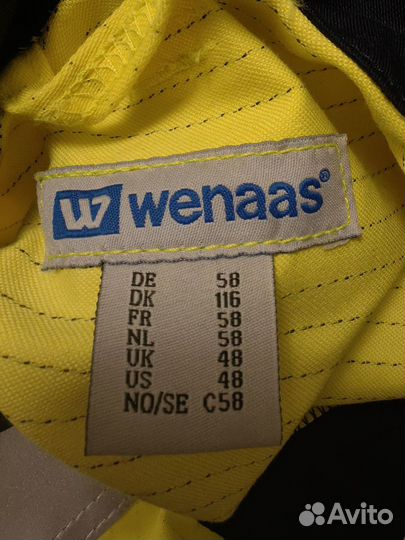 W wenaas®
DE 58
DK 116
FR 58
NL 58
UK 48
US 48
NO/SE C58
Avito